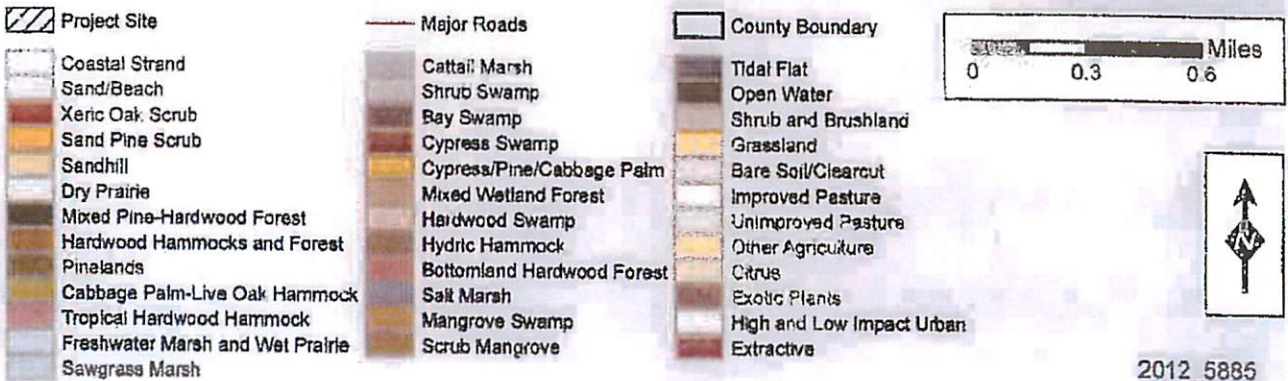 Project Site
Coastal Strand
Sand/Beach
Xeric Oak Scrub
Sand Pine Scrub
Sandhill
Dry Prairie
Mixed Pine-Hardwood Forest
Hardwood Hammocks and Forest
Pinelands
Cabbage Palm-Live Oak Hammock
Tropical Hardwood Hammock
Freshwater Marsh and Wet Prairie
Sawgrass Marsh
Major Roads
Cattail Marsh
Shrub Swamp
Bay Swamp
Cypress Swamp
Cypress/Pine/Cabbage Palm
Mixed Wetland Forest
Hardwood Swamp
Hydric Hammock
Bottomland Hardwood Forest
Salt Marsh
Mangrove Swamp
Scrub Mangrove
County Boundary
Tidal Flat
Open Water
Shrub and Brushland
Grassland
Bare Soil/Clearcut
Improved Pasture
Unimproved Pasture
Other Agriculture
Citrus
Exotic Plants
High and Low Impact Urban
Extractive
Miles
0 0.3 0.6
N
2012 5885